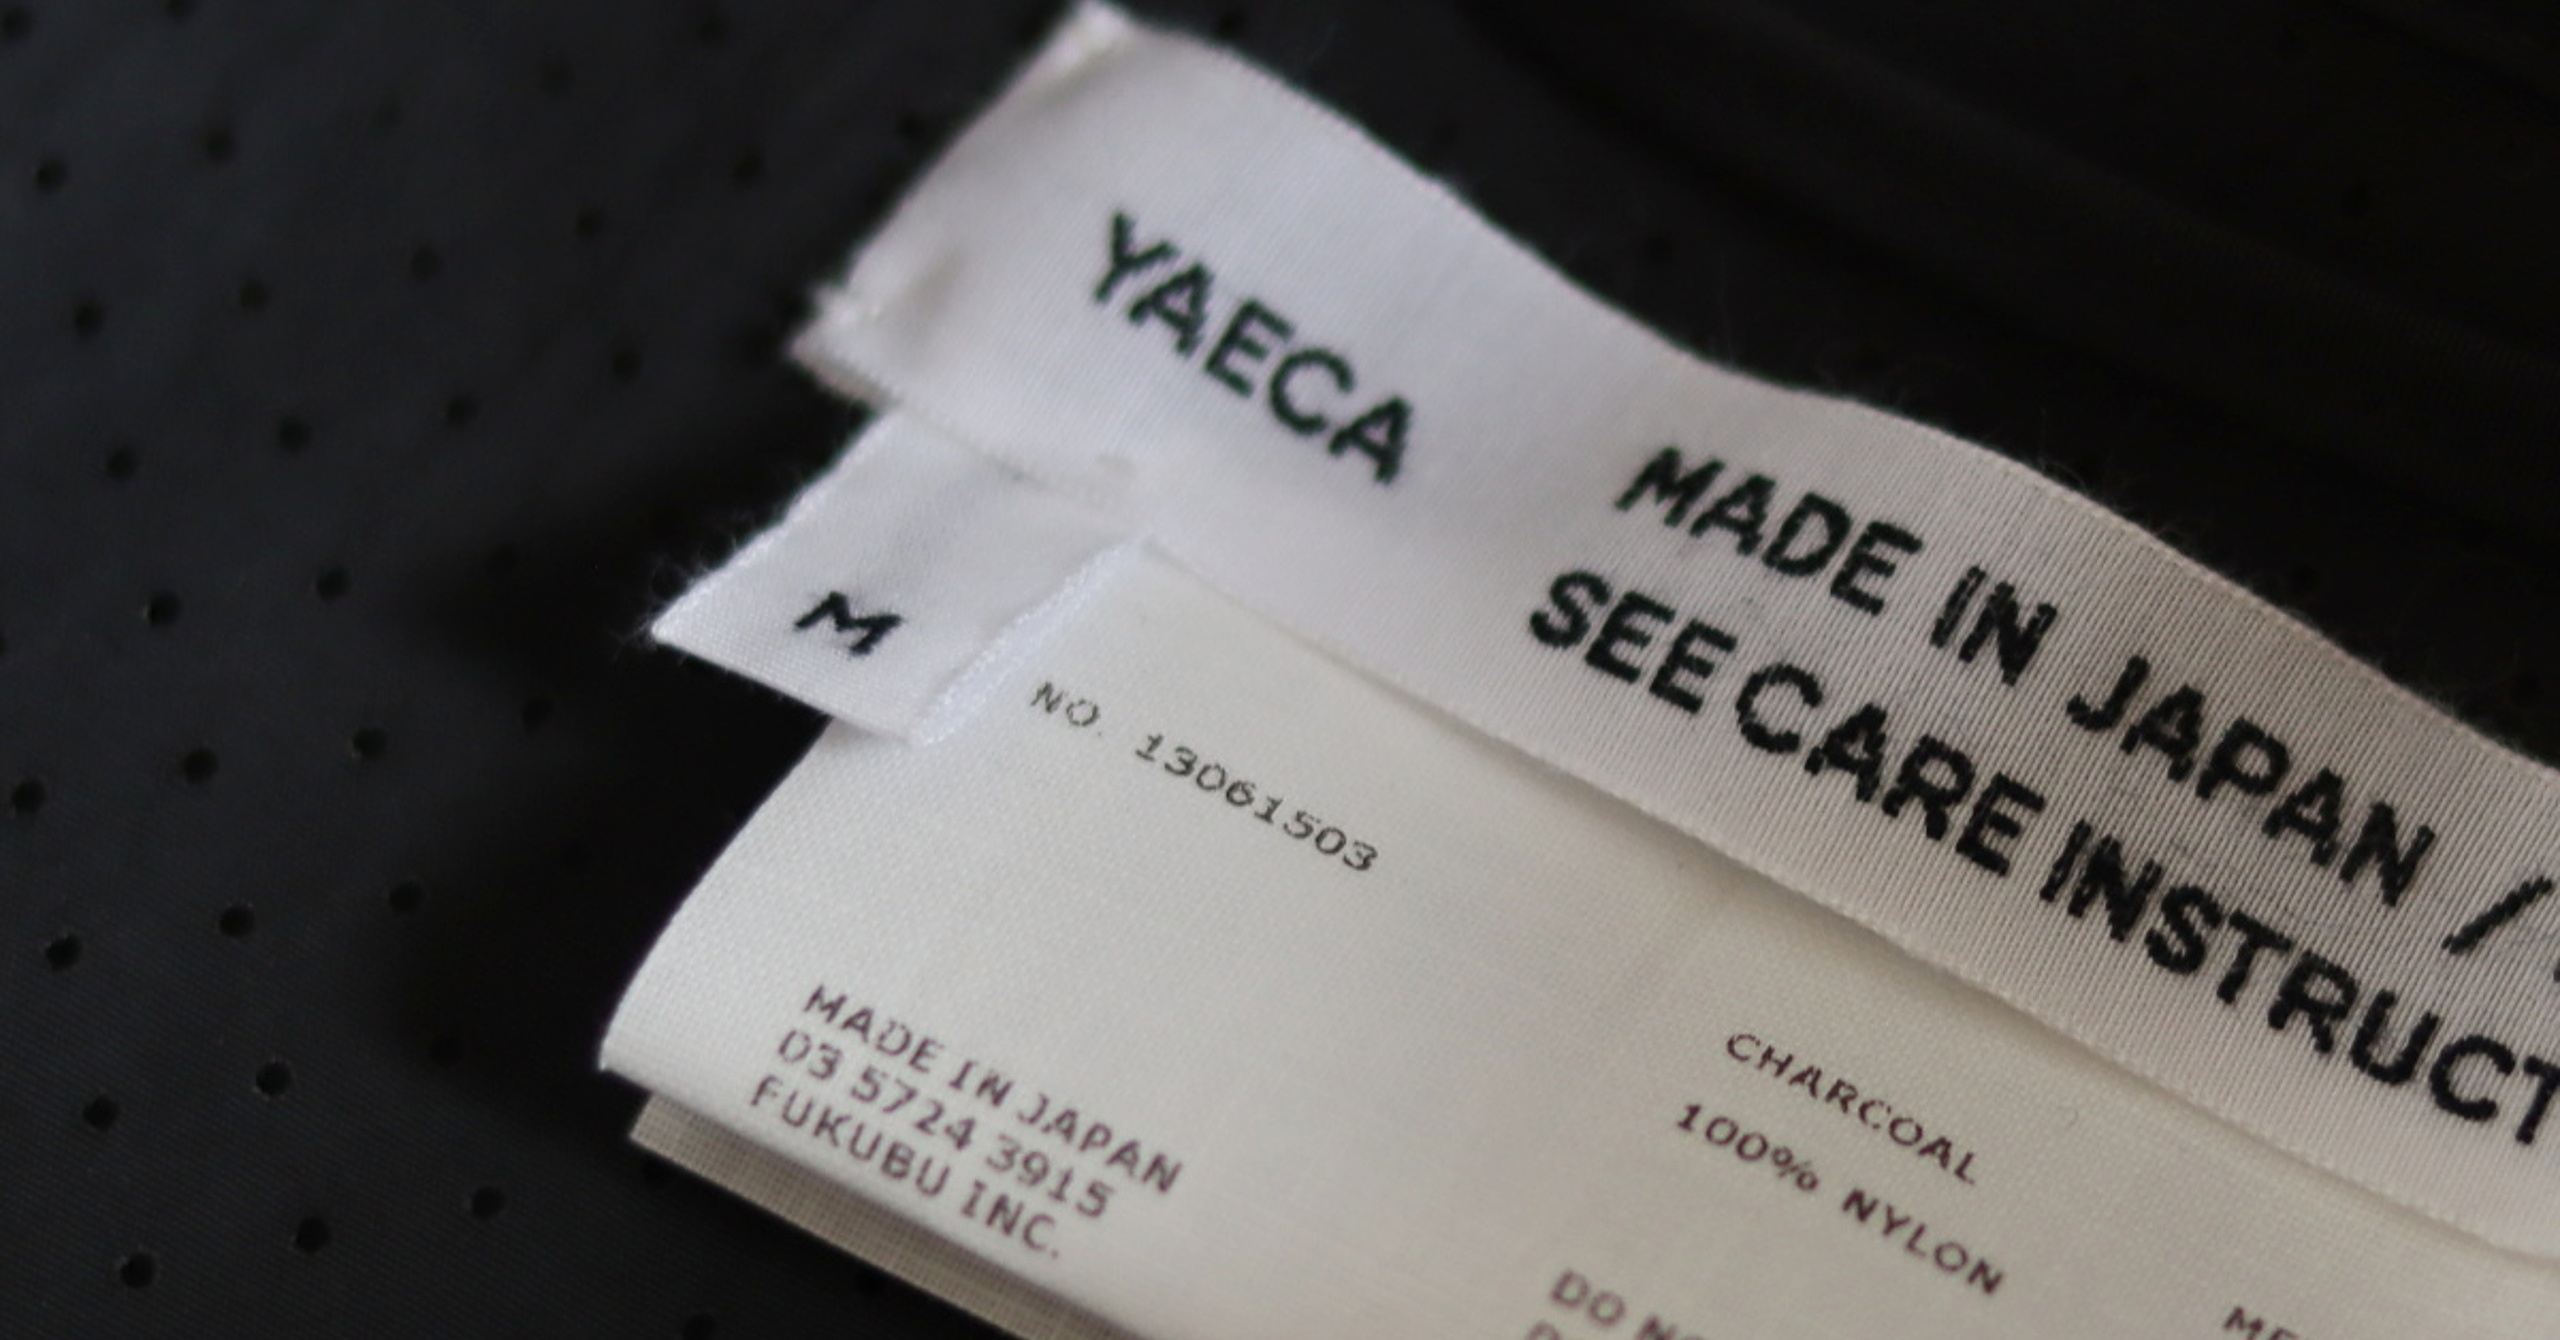 YAECA
MADE IN JAPAN /
SEE CARE INSTRUCT
M
NO. 13061503
MADE IN JAPAN
03 5724 3915
FUKUBU INC.
CHARCOAL
100% NYLON
DO